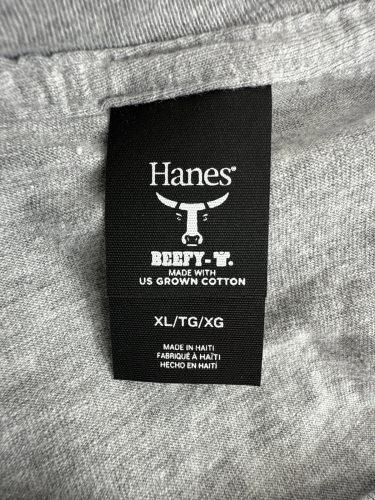 Hanes®
BEEFY-T®
MADE WITH
US GROWN COTTON
XL/TG/XG
MADE IN HAITI
FABRIQUÉ À HAÏTI
HECHO EN HAITÍ